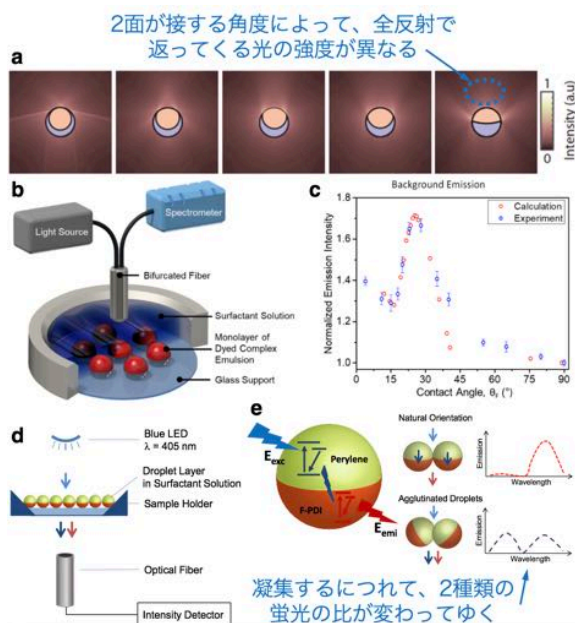 2面が接する角度によって、全反射で
返ってくる光の強度が異なる
a
1
0
Intensity (a.u)
b
Light Source
Spectrometer
Bifurcated Fiber
Surfactant Solution
Monolayer of
Dyed Complex
Emulsion
Glass Support
c
Background Emission
Calculation
Experiment
Normalized Emission Intensity
1.8
1.6
1.4
1.2
1.0
0 15 30 45 60 75 90
Contact Angle, θr (°)
d
Blue LED
λ = 405 nm
Droplet Layer
in Surfactant Solution
Sample Holder
Optical Fiber
Intensity Detector
e
Eexc
Perylene
F-PDI
Eemi
Natural Orientation
Emission
Wavelength
Agglutinated Droplets
Emission
Wavelength
凝集するにつれて、2種類の
蛍光の比が変わってゆく